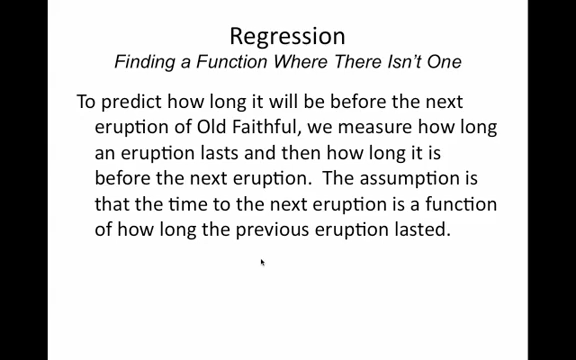 Regression
Finding a Function Where There Isn't One
To predict how long it will be before the next
eruption of Old Faithful, we measure how long
an eruption lasts and then how long it is
before the next eruption.  The assumption is
that the time to the next eruption is a function
of how long the previous eruption lasted.